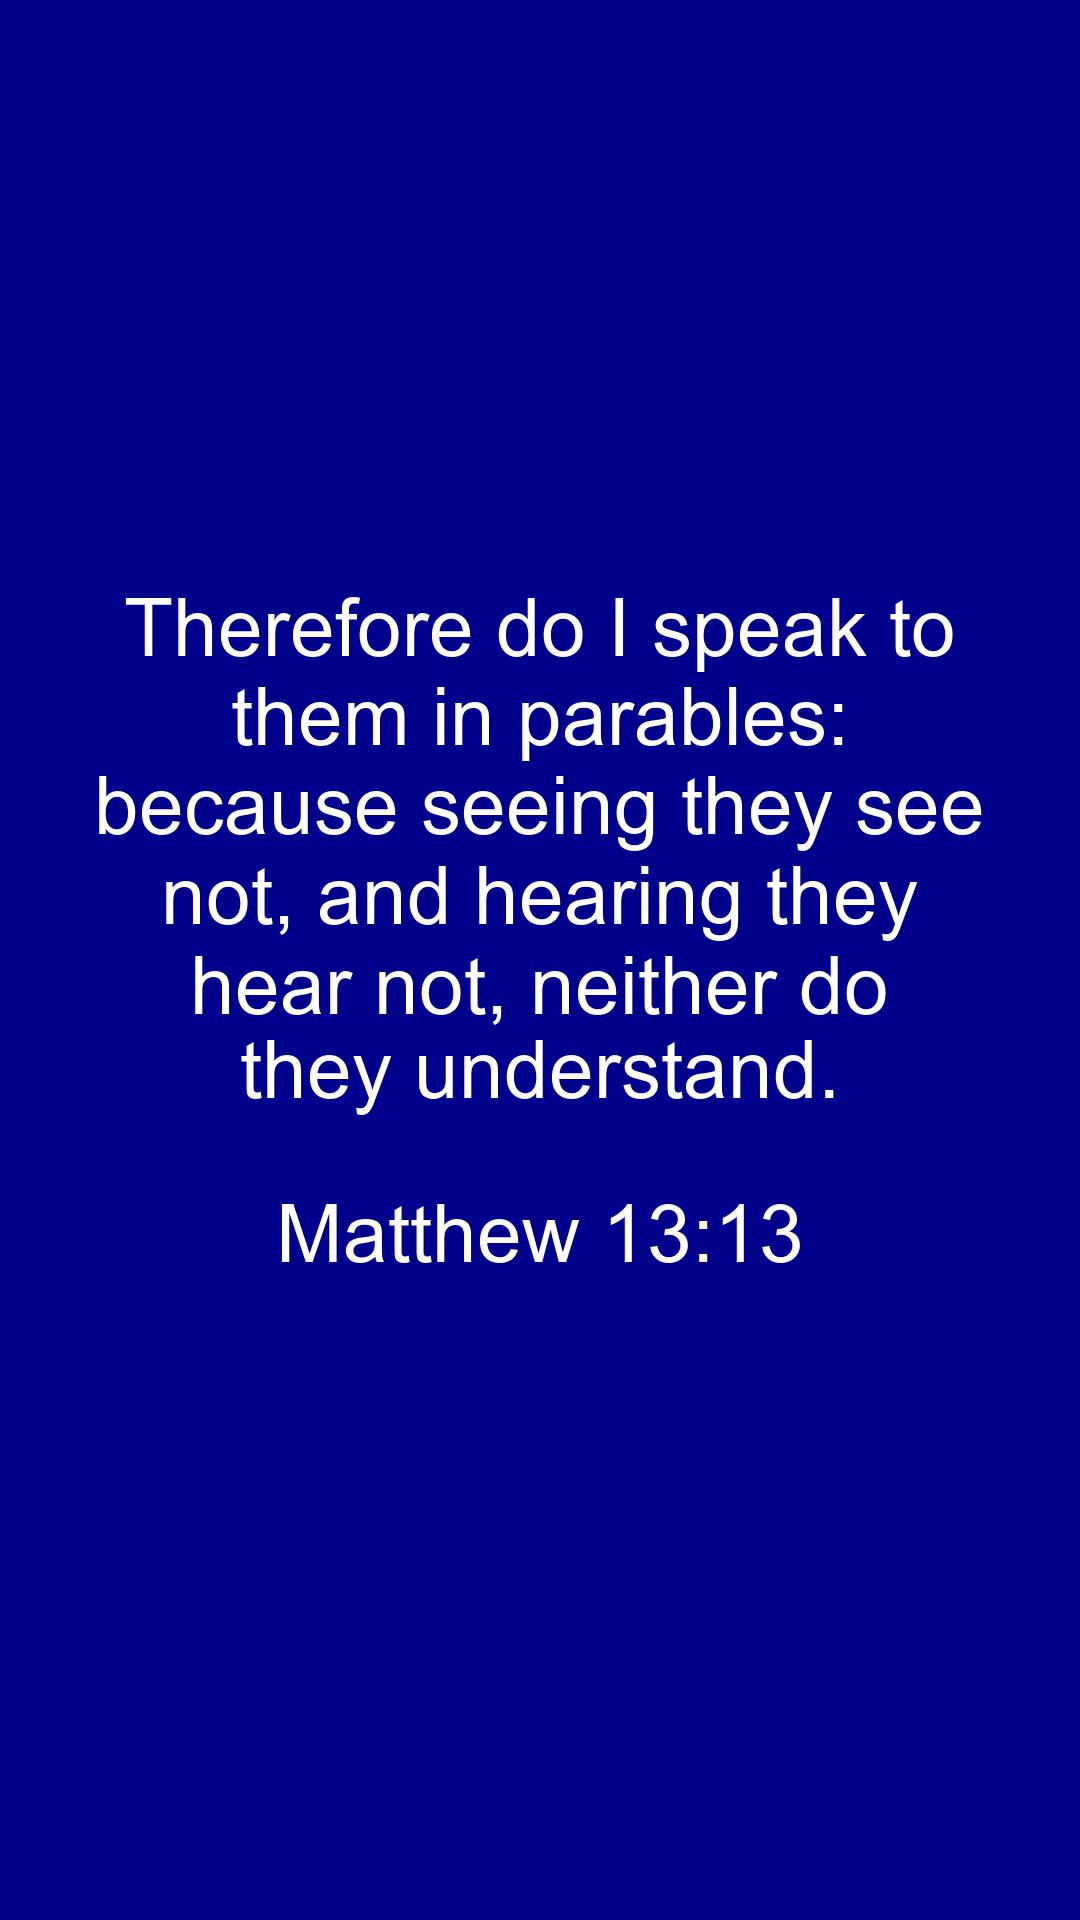 Therefore do I speak to
them in parables:
because seeing they see
not, and hearing they
hear not, neither do
they understand.
Matthew 13:13